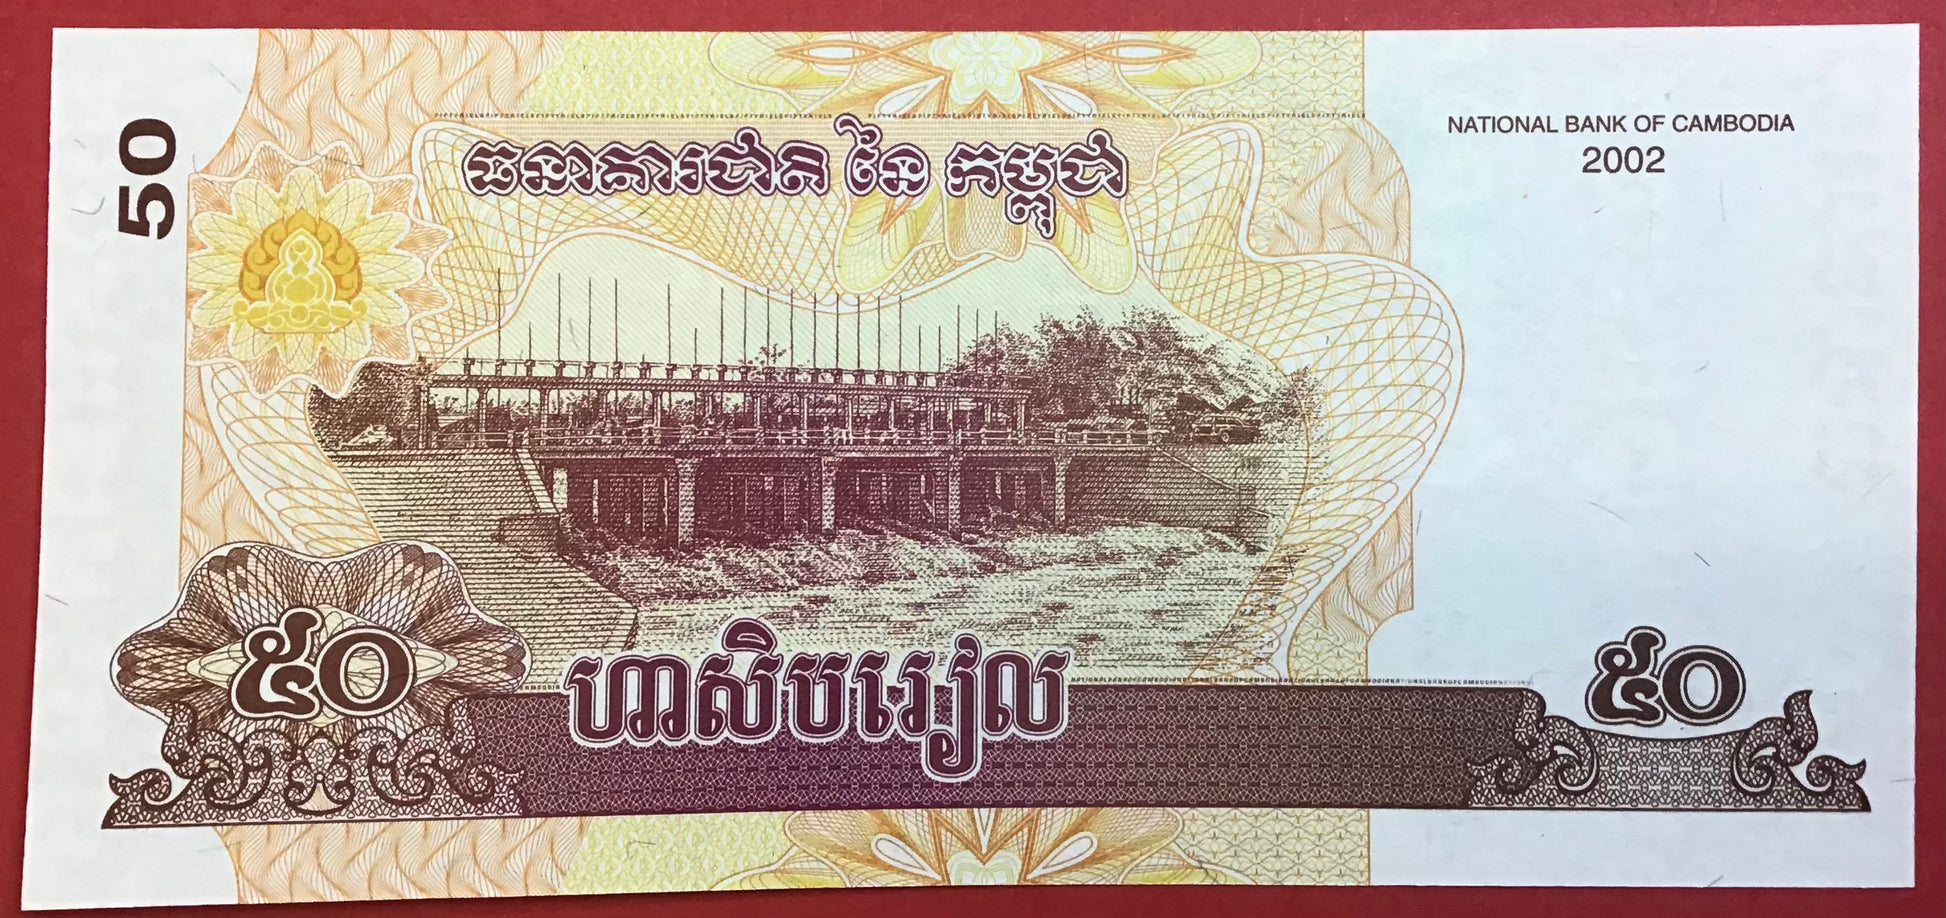 50
FIFTYRIELS
ធនាគារជាតិ នៃ កម្ពុជា
NATIONAL BANK OF CAMBODIA
2002
៥០
ហាសិបរៀល
៥០